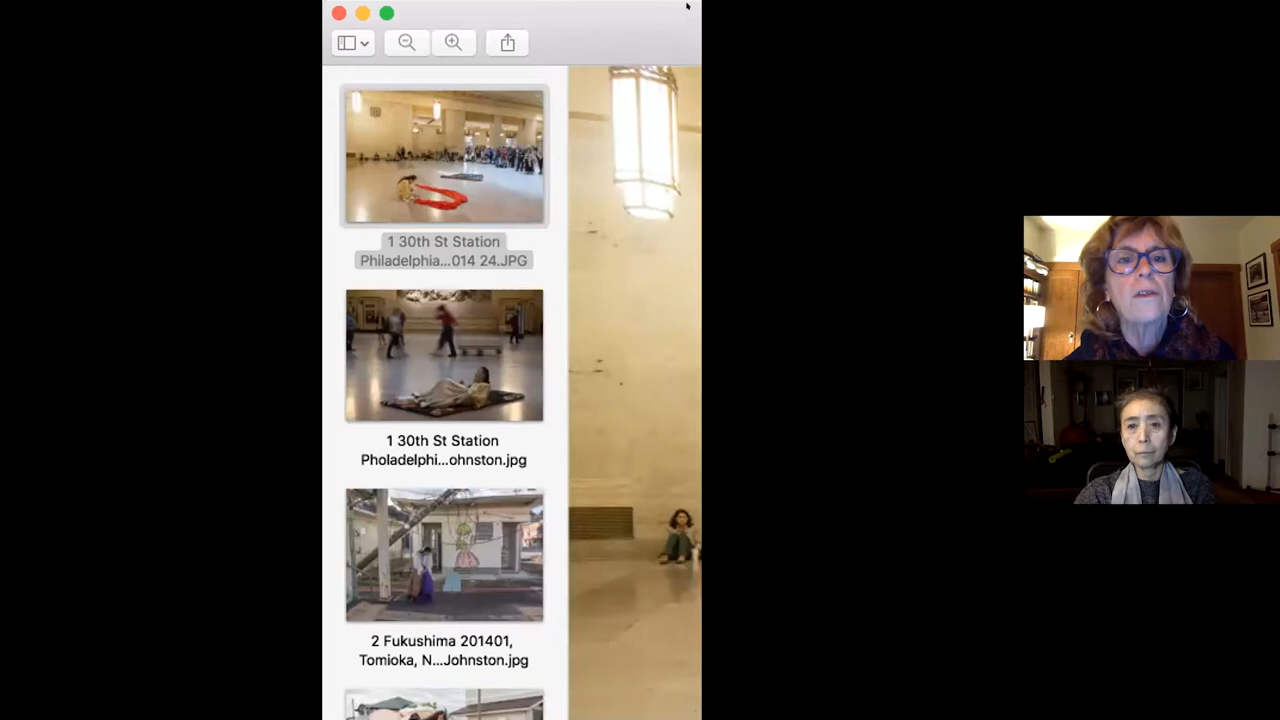 1 30th St Station
Philadelphia...014 24.JPG
1 30th St Station
Pholadelphi...ohnston.jpg
2 Fukushima 201401,
Tomioka, N...Johnston.jpg